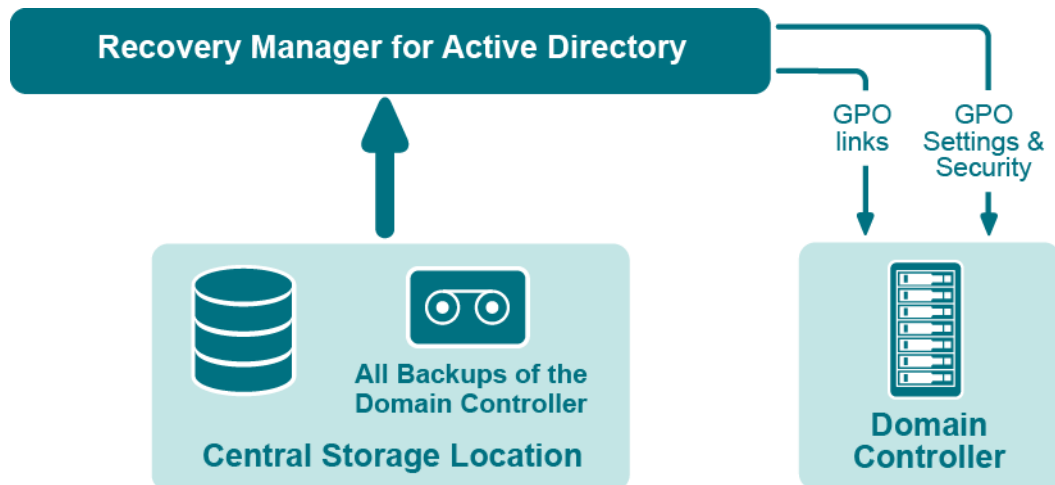 Recovery Manager for Active Directory
GPO
links
GPO
Settings &
Security
All Backups of the
Domain Controller
Central Storage Location
Domain
Controller